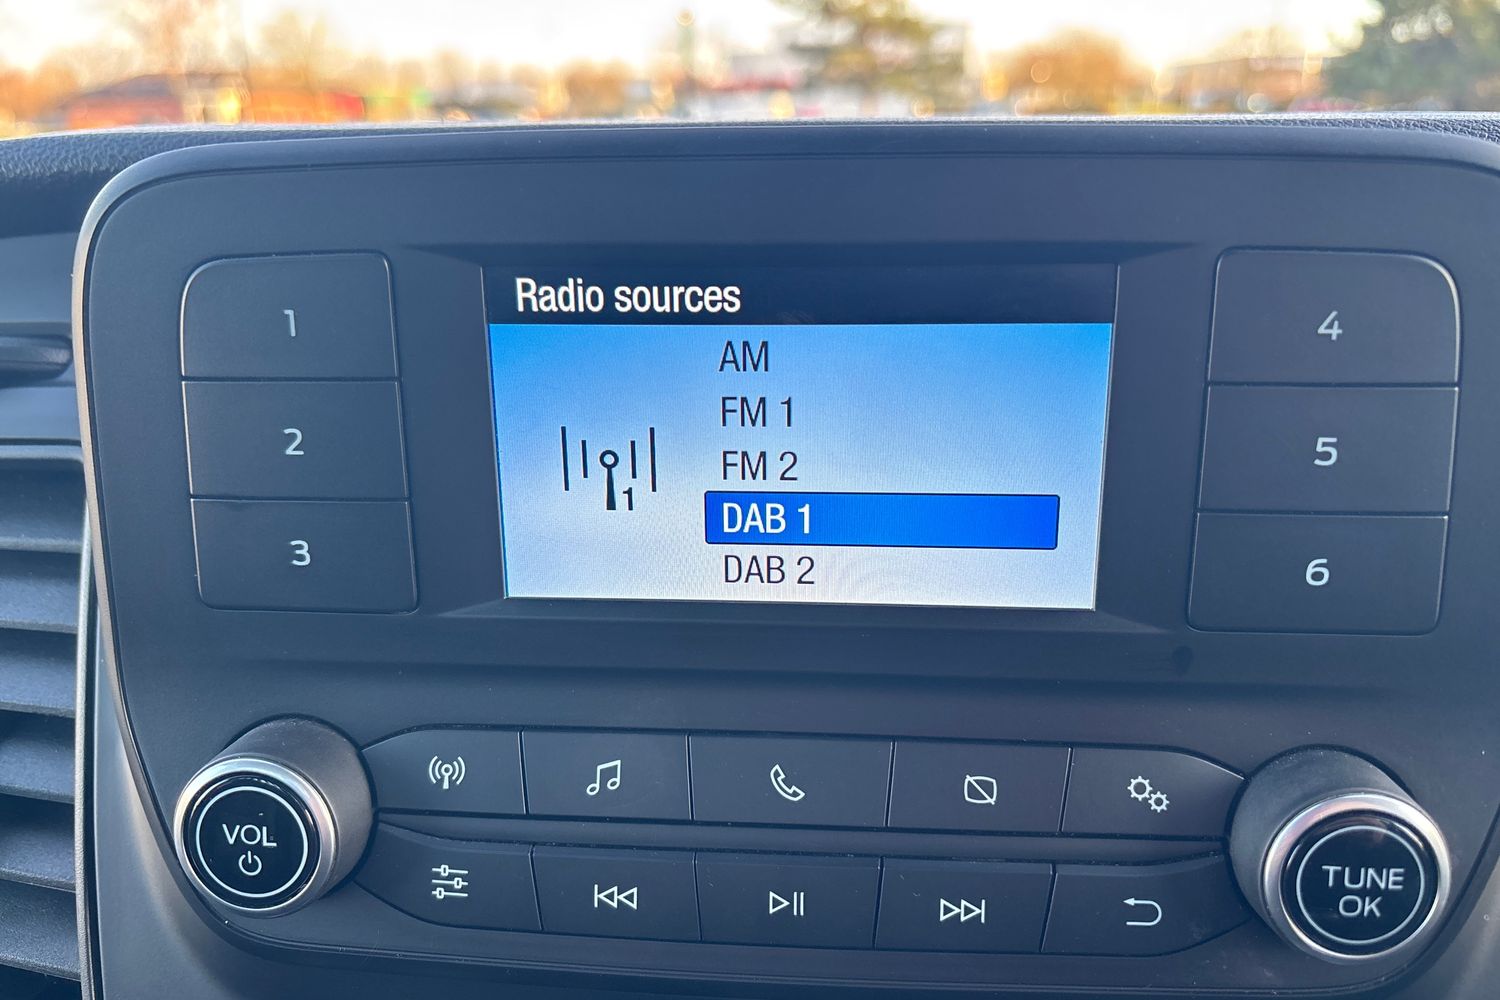 Radio sources
AM
FM 1
FM 2
DAB 1
DAB 2
1
1
2
3
4
5
6
VOL
TUNE
OK